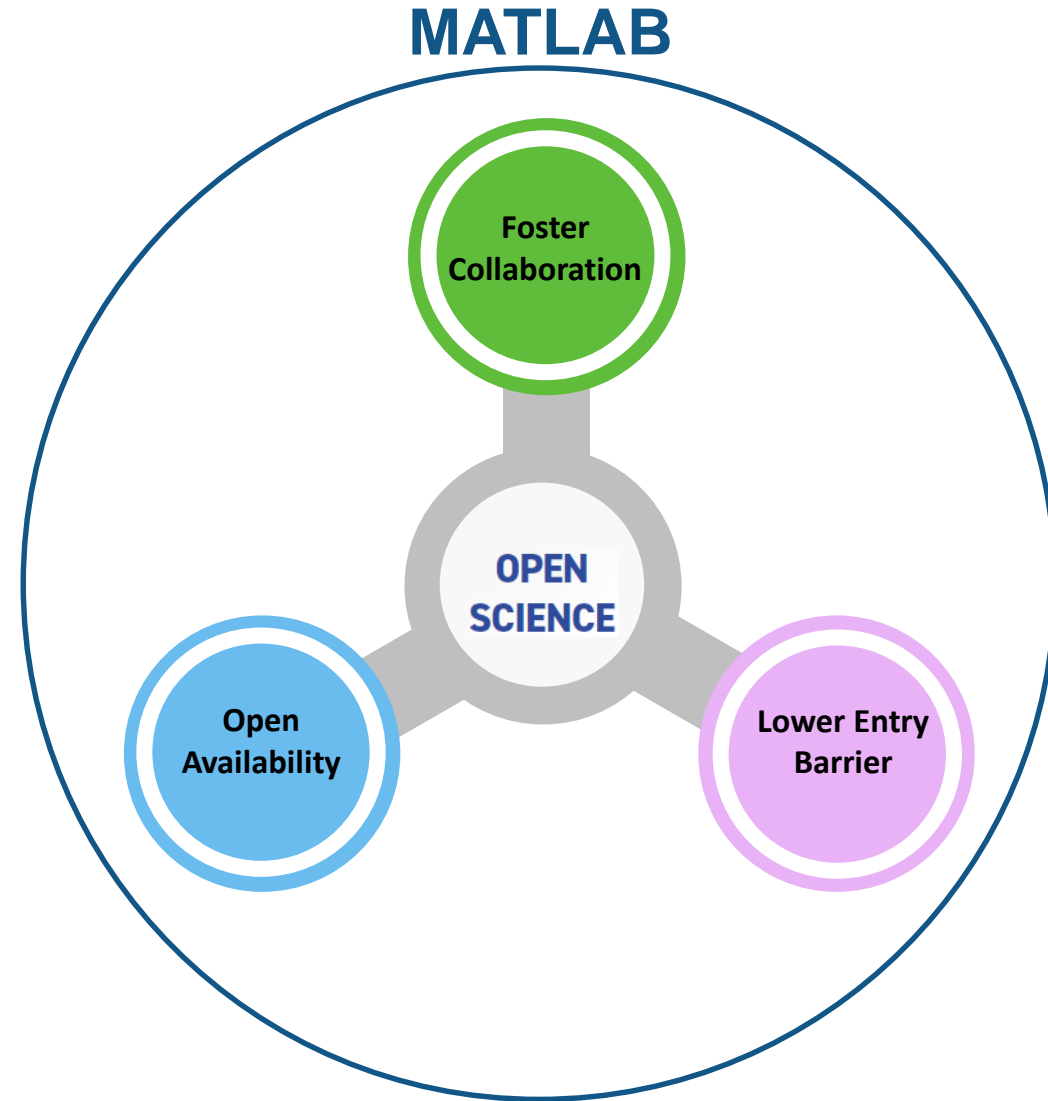 MATLAB
Foster
Collaboration
OPEN
SCIENCE
Open
Availability
Lower Entry
Barrier